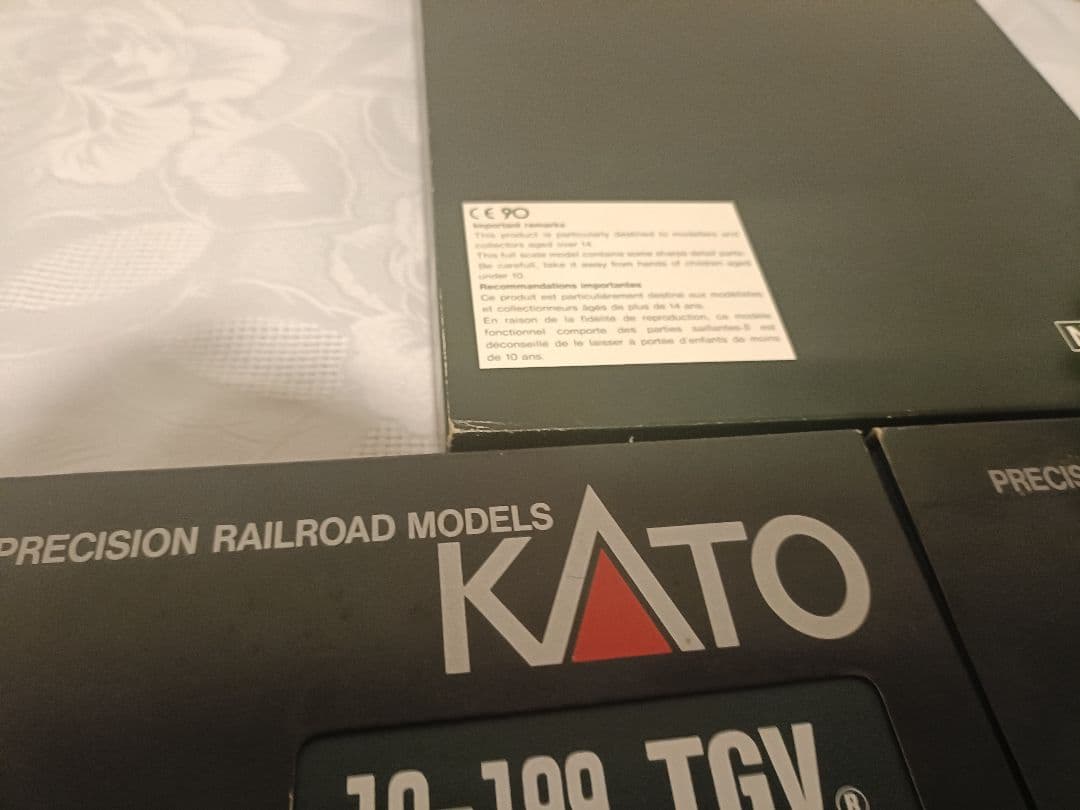 CE 90
Important remarks
This product is particularly destined to modelists and
collectors aged over 14
This full scale model contains some sharps detail parts.
Be carefull, take it away from hands of children aged
under 10.
Recommandations importantes
Ce produit est particulièrement destiné aux modélistes
et collectionneurs âgés de plus de 14 ans.
En raison de la fidélité de reproduction, ce modèle
fonctionnel comporte des parties saillantes-Il est
déconseillé de le laisser à portée d'enfants de moins
de 10 ans.
PRECISION RAILROAD MODELS
KATO
10-199 TGV®